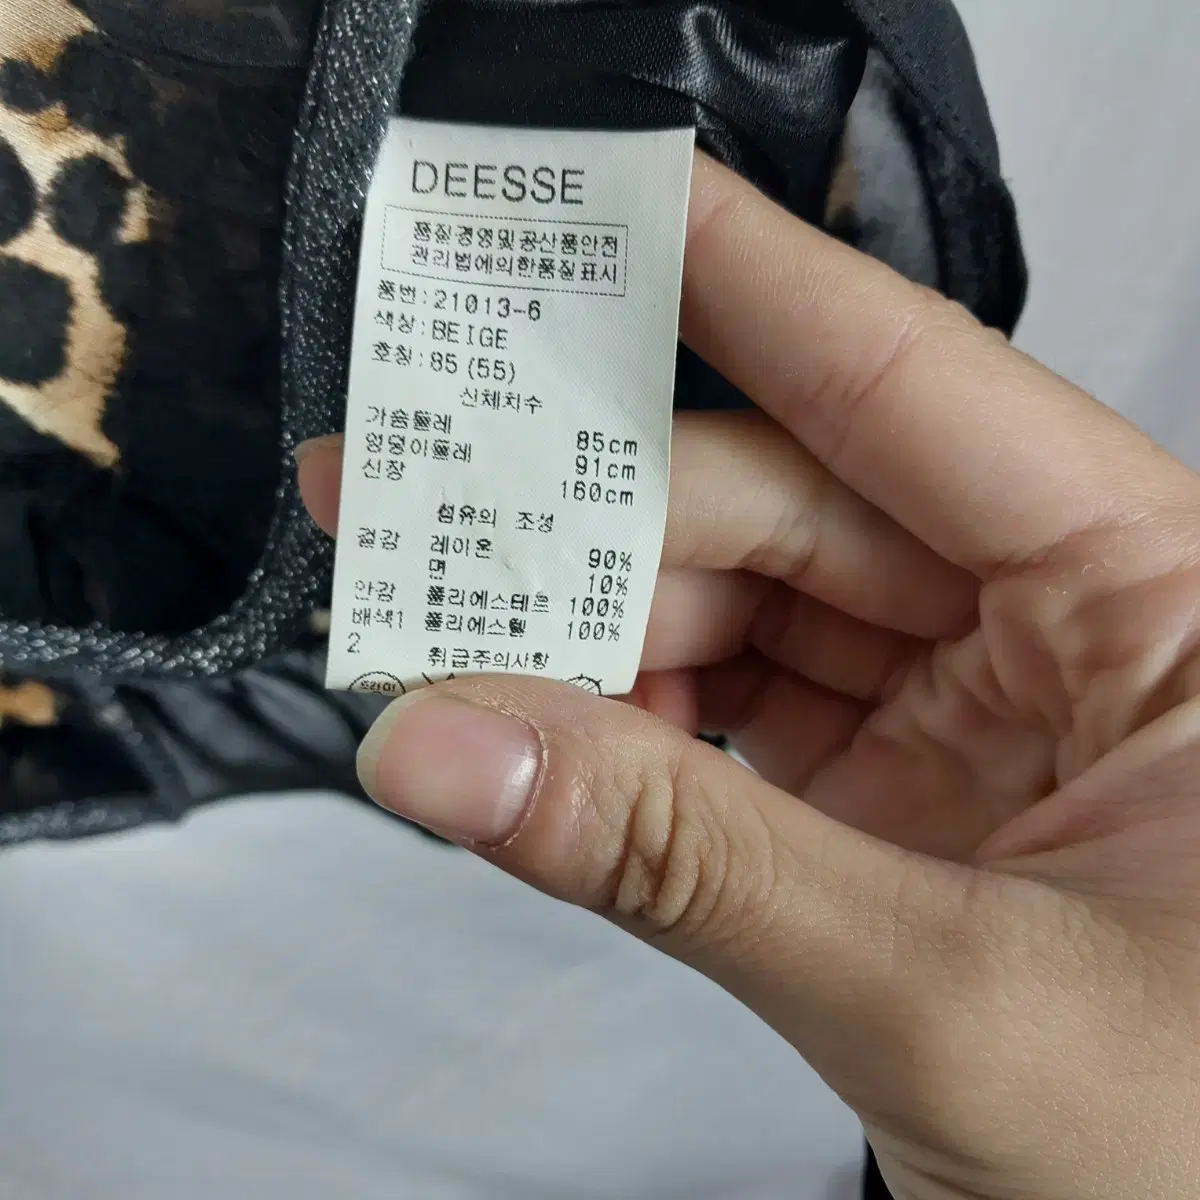 DEESSE
품질경영및공산품안전
관리법에의한품질표시
품번:21013-6
색상:BEIGE
호칭:85(55)
신체치수
가슴둘레 85cm
엉덩이둘레 91cm
신장 160cm
섬유의 조성
겉감 레이온 90%
면 10%
안감 폴리에스테르 100%
배색1 폴리에스텔 100%
2
취급주의사항
드라이